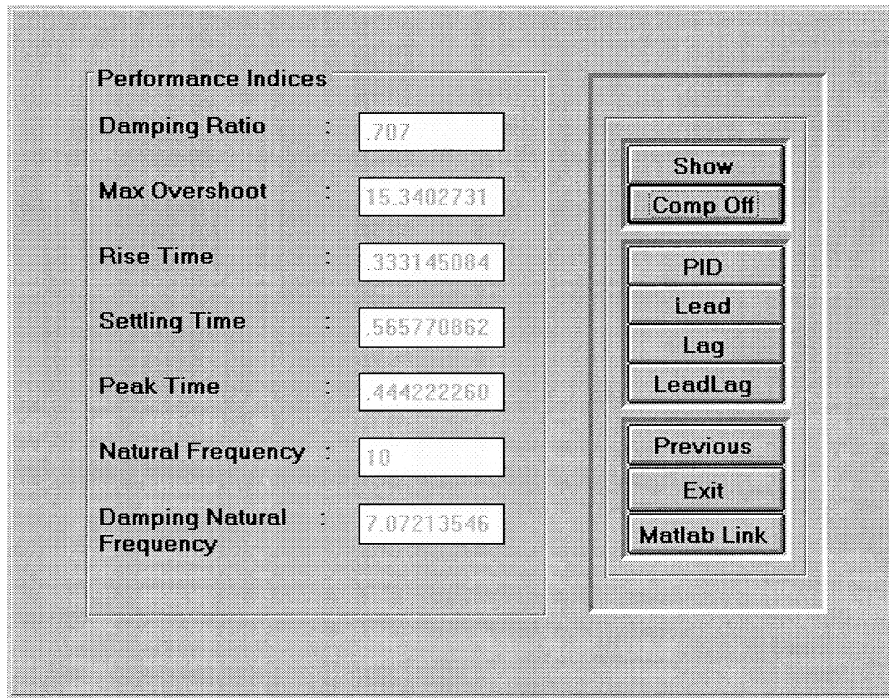 Performance Indices
Damping Ratio : .707
Max Overshoot : 15.3402731
Rise Time : .333145084
Settling Time : .565770862
Peak Time : .444222260
Natural Frequency : 10
Damping Natural : 7.07213546
Frequency
Show
Comp Off
PID
Lead
Lag
LeadLag
Previous
Exit
Matlab Link